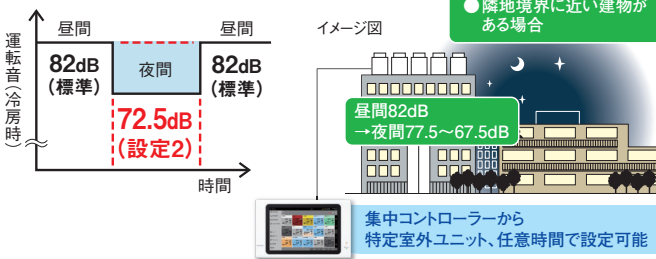 昼間
昼間
運転音(冷房時)
82dB
(標準)
夜間
82dB
(標準)
72.5dB
(設定2)
時間
イメージ図
●隣地境界に近い建物が
ある場合
昼間82dB
→夜間77.5~67.5dB
集中コントローラーから
特定室外ユニット、任意時間で設定可能